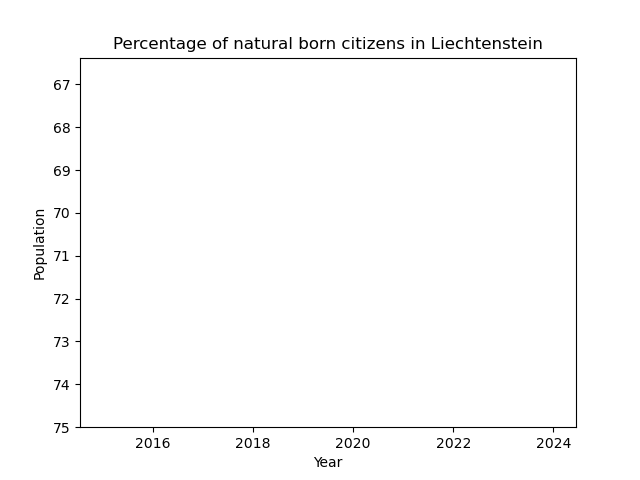 Percentage of natural born citizens in Liechtenstein
67
68
69
70
71
72
73
74
75
Population
2016 2018 2020 2022 2024
Year